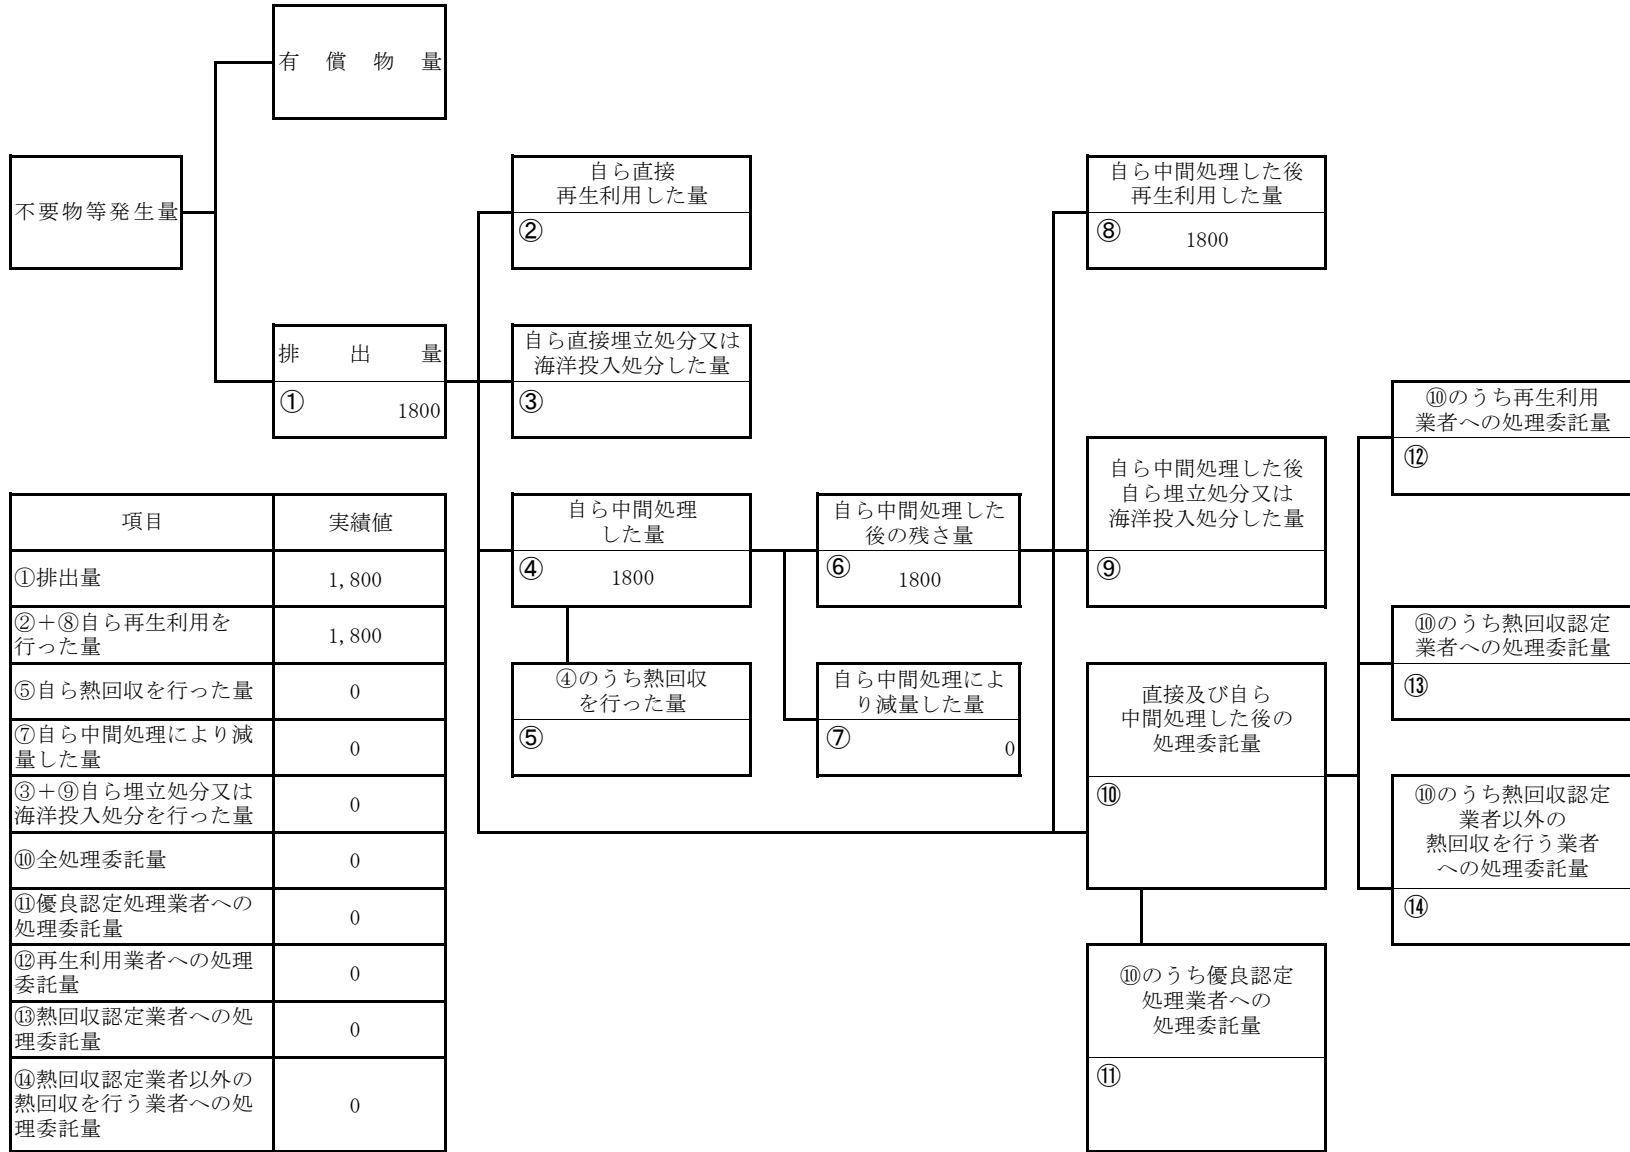 有償物量
不要物等発生量
自ら直接
再生利用した量
②
自ら中間処理した後
再生利用した量
⑧ 1800
排出量
① 1800
自ら直接埋立処分又は
海洋投入処分した量
③
⑩のうち再生利用
業者への処理委託量
⑫
自ら中間処理した後
自ら埋立処分又は
海洋投入処分した量
⑨
自ら中間処理
した量
④ 1800
自ら中間処理した
後の残さ量
⑥ 1800
⑩のうち熱回収認定
業者への処理委託量
⑬
④のうち熱回収
を行った量
⑤
自ら中間処理によ
り減量した量
⑦ 0
直接及び自ら
中間処理した後の
処理委託量
⑩
⑩のうち熱回収認定
業者以外の
熱回収を行う業者
への処理委託量
⑭
⑩のうち優良認定
処理業者への
処理委託量
⑪
項目 実績値
①排出量 1,800
②+⑧自ら再生利用を
行った量 1,800
⑤自ら熱回収を行った量 0
⑦自ら中間処理により減
量した量 0
③+⑨自ら埋立処分又は
海洋投入処分を行った量 0
⑩全処理委託量 0
⑪優良認定処理業者への
処理委託量 0
⑫再生利用業者への処理
委託量 0
⑬熱回収認定業者への処
理委託量 0
⑭熱回収認定業者以外の
熱回収を行う業者への処
理委託量 0